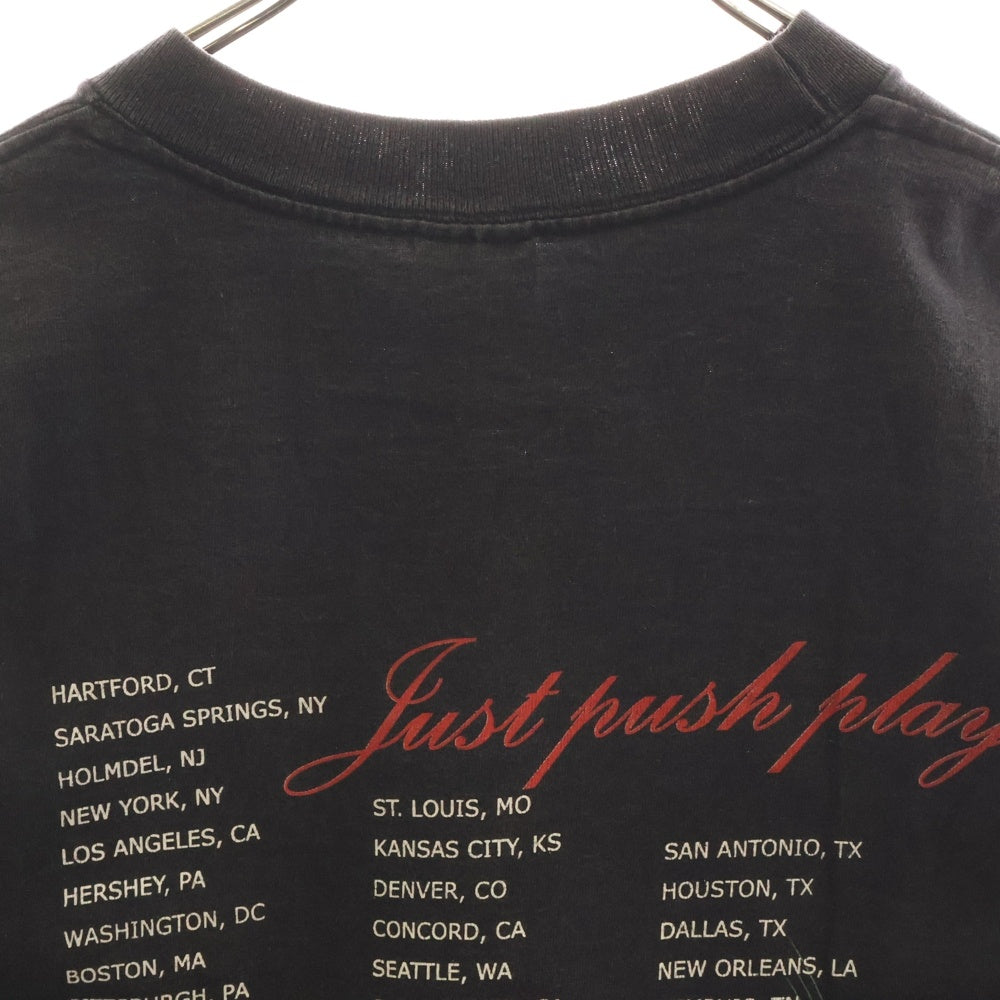 Just push play
HARTFORD, CT
SARATOGA SPRINGS, NY
HOLMDEL, NJ
NEW YORK, NY
LOS ANGELES, CA
HERSHEY, PA
WASHINGTON, DC
BOSTON, MA
PITTSBURGH, PA
ST. LOUIS, MO
KANSAS CITY, KS
DENVER, CO
CONCORD, CA
SEATTLE, WA
SAN ANTONIO, TX
HOUSTON, TX
DALLAS, TX
NEW ORLEANS, LA